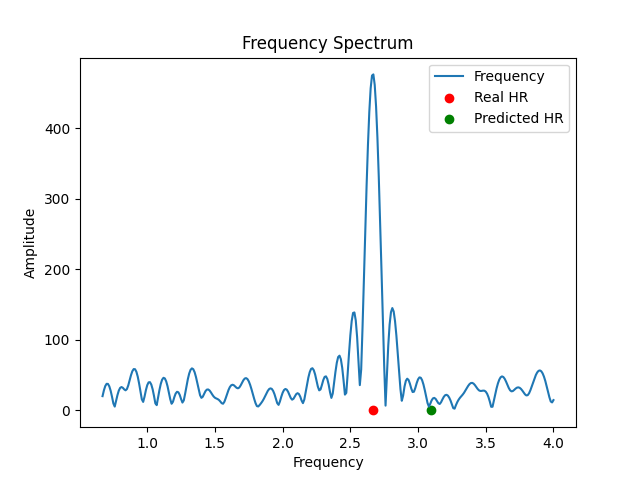 Frequency Spectrum
Frequency
Real HR
Predicted HR
Amplitude
400
300
200
100
0
1.0 1.5 2.0 2.5 3.0 3.5 4.0
Frequency